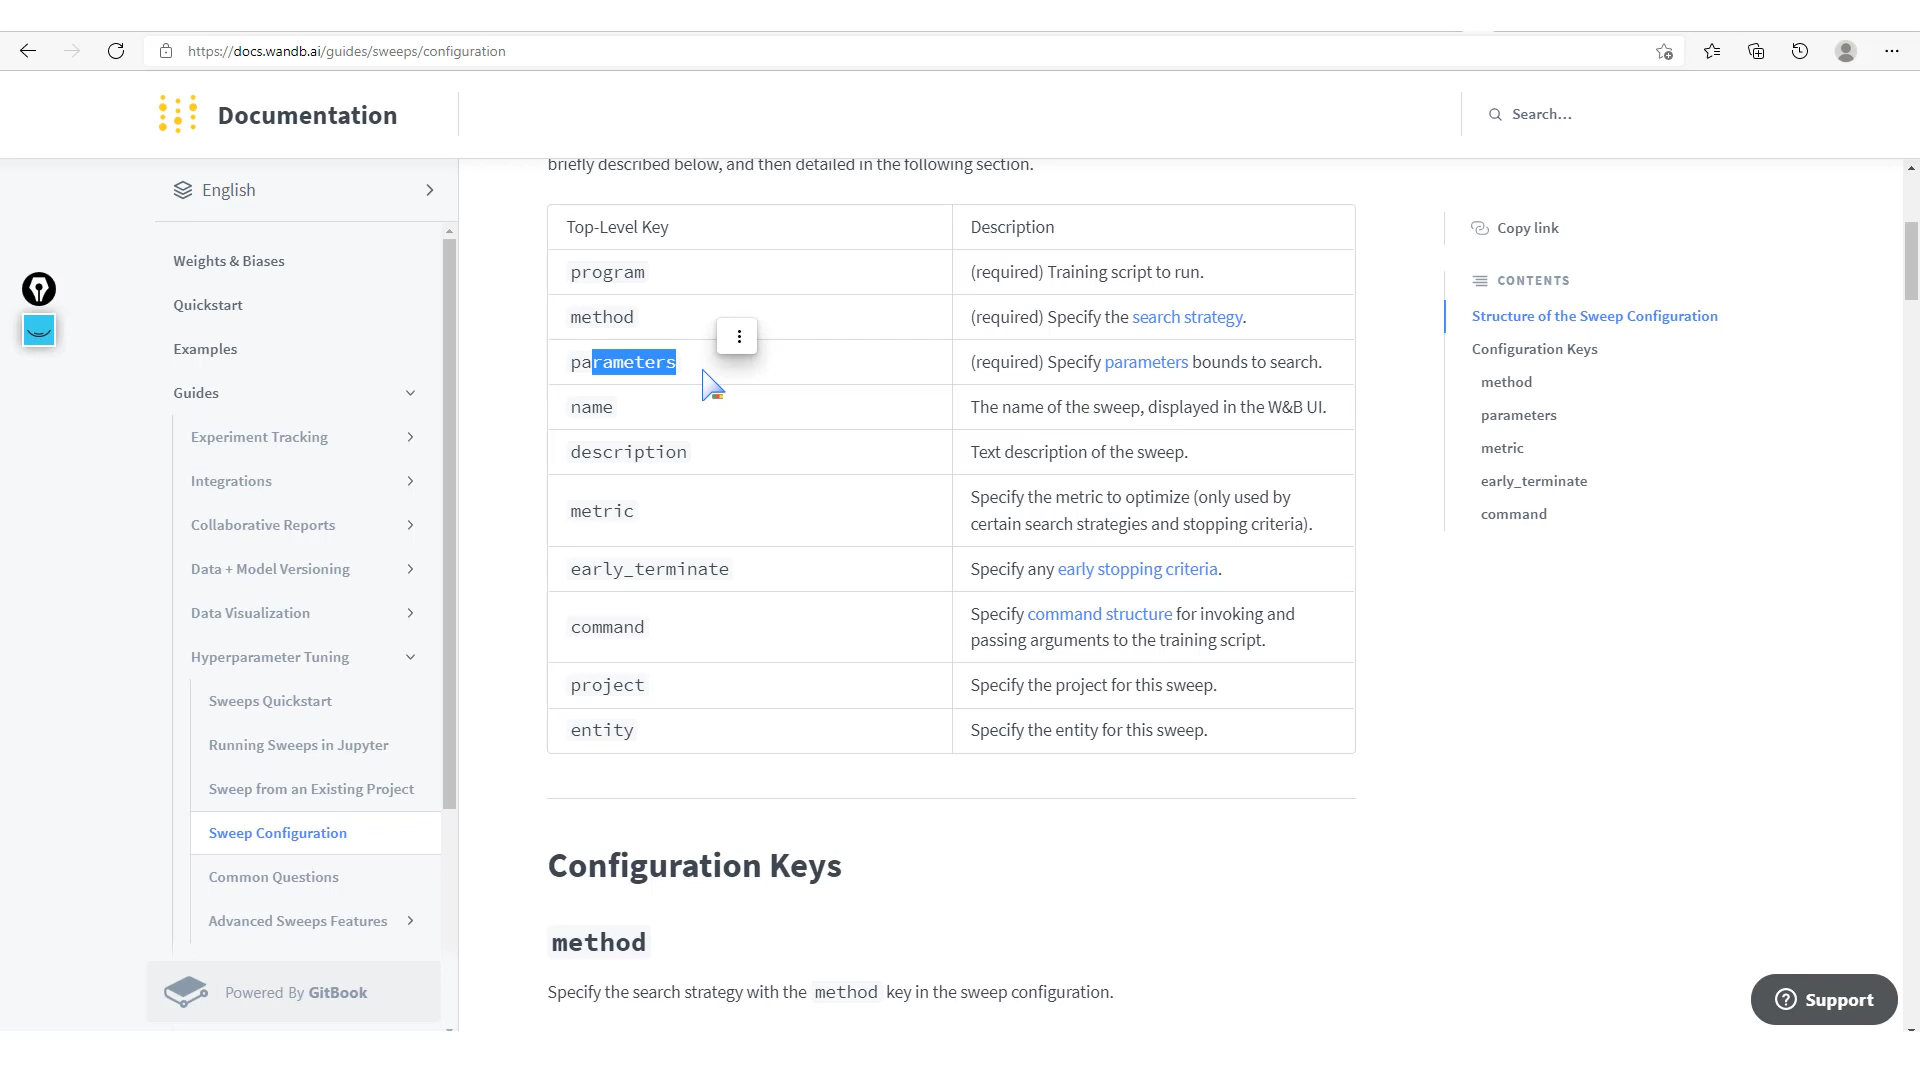 https://docs.wandb.ai/guides/sweeps/configuration
Documentation
Search...
English
Weights & Biases
Quickstart
Examples
Guides
Experiment Tracking
Integrations
Collaborative Reports
Data + Model Versioning
Data Visualization
Hyperparameter Tuning
Sweeps Quickstart
Running Sweeps in Jupyter
Sweep from an Existing Project
Sweep Configuration
Common Questions
Advanced Sweeps Features
Powered By GitBook
briefly described below, and then detailed in the following section.
Top-Level Key Description
program (required) Training script to run.
method (required) Specify the search strategy.
parameters (required) Specify parameters bounds to search.
name The name of the sweep, displayed in the W&B UI.
description Text description of the sweep.
metric Specify the metric to optimize (only used by
certain search strategies and stopping criteria).
early_terminate Specify any early stopping criteria.
command Specify command structure for invoking and
passing arguments to the training script.
project Specify the project for this sweep.
entity Specify the entity for this sweep.
Configuration Keys
method
Specify the search strategy with the method key in the sweep configuration.
Copy link
CONTENTS
Structure of the Sweep Configuration
Configuration Keys
method
parameters
metric
early_terminate
command
Support